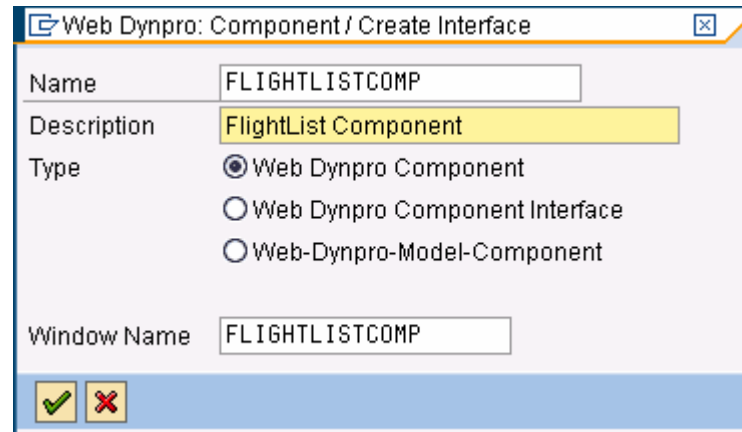 Web Dynpro: Component / Create Interface
Name FLIGHTLISTCOMP
Description FlightList Component
Type Web Dynpro Component
Web Dynpro Component Interface
Web-Dynpro-Model-Component
Window Name FLIGHTLISTCOMP